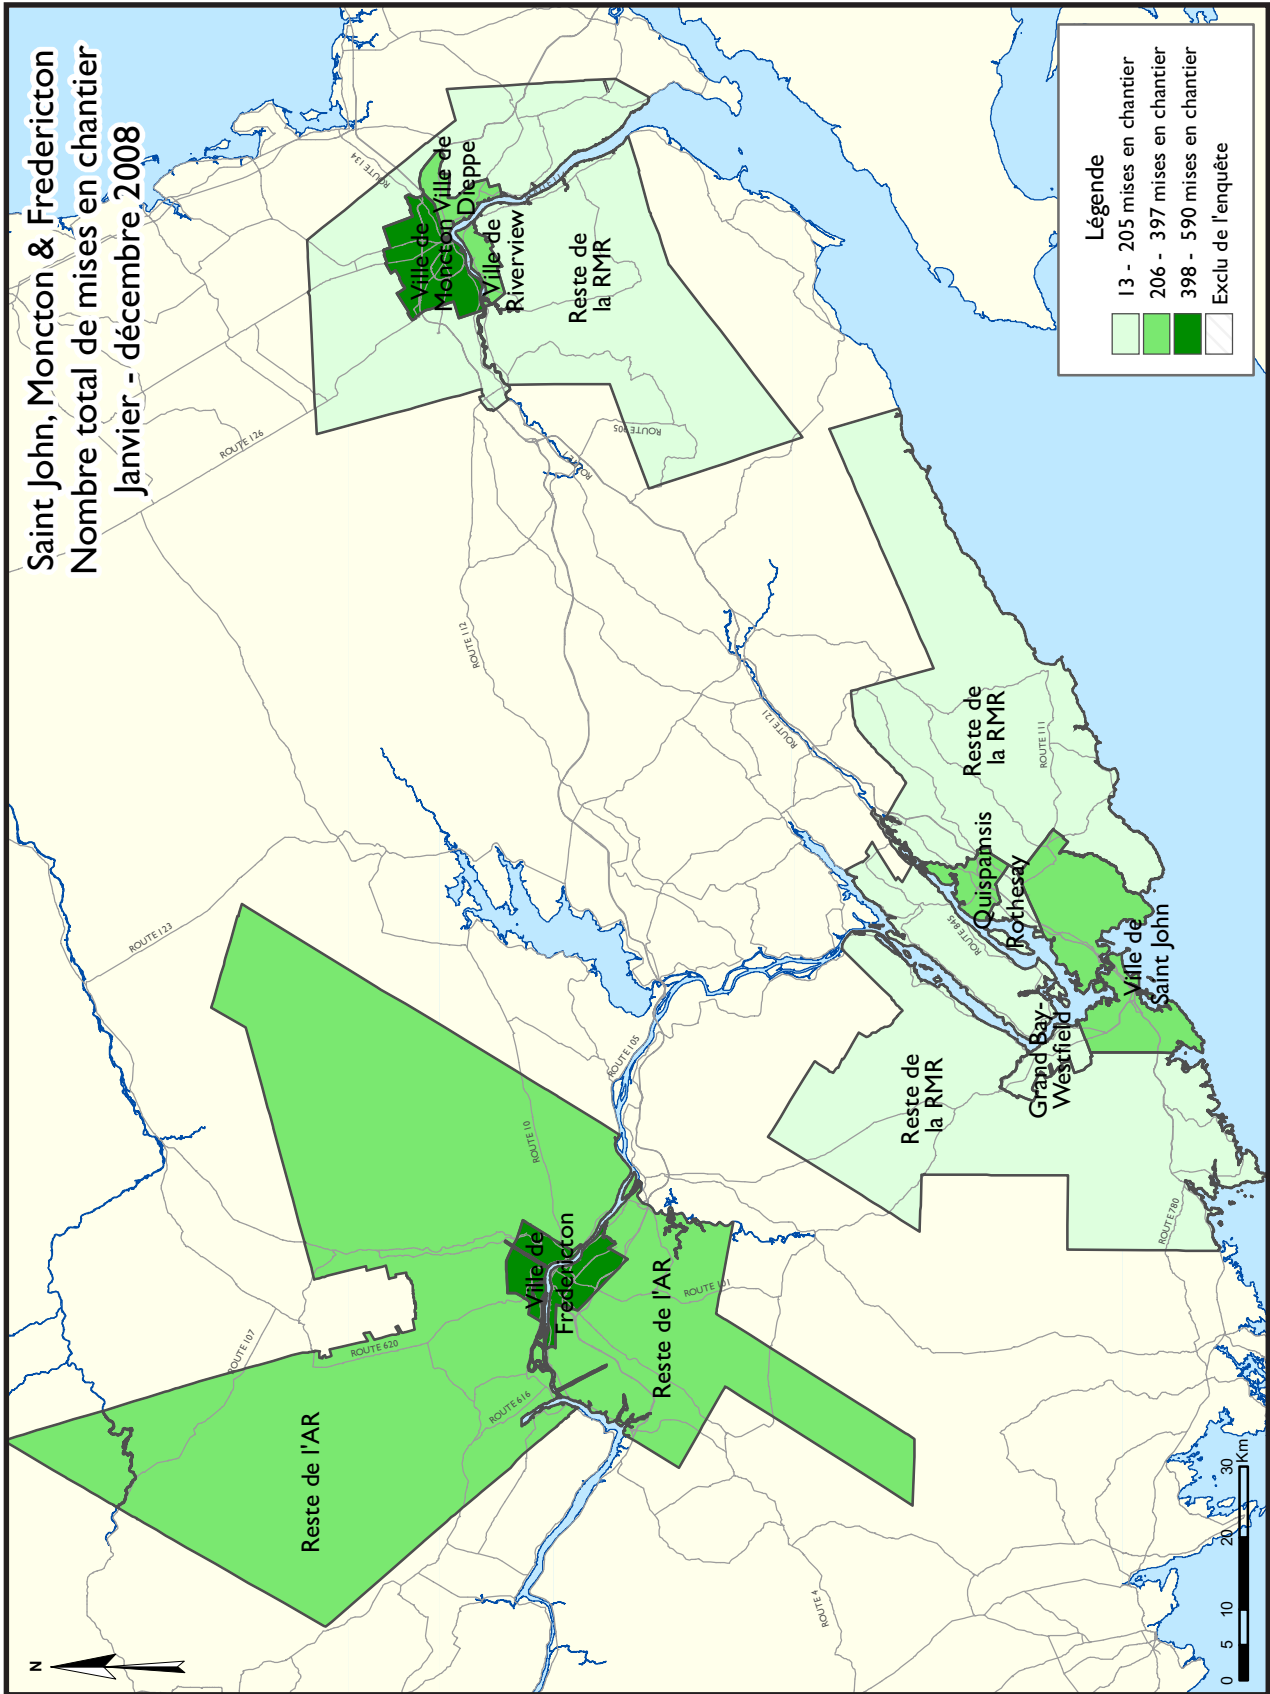 Saint John, Moncton & Fredericton
Nombre total de mises en chantier
Janvier - décembre 2008
N
ROUTE 134
ROUTE 126
Ville de
Moncton
Ville de
Dieppe
Ville de
Riverview
Reste de
la RMR
ROUTE 1
ROUTE 905
ROUTE 112
ROUTE 123
ROUTE 121
ROUTE 105
ROUTE 10
ROUTE 107
ROUTE 620
ROUTE 616
Reste de l'AR
Ville de
Fredericton
Reste de l'AR
ROUTE 101
Reste de
la RMR
ROUTE 111
Quispamsis
Rothesay
ROUTE 845
Ville de
Saint John
Grand Bay-
Westfield
Reste de
la RMR
ROUTE 780
ROUTE 4
Légende
13 - 205 mises en chantier
206 - 397 mises en chantier
398 - 590 mises en chantier
Exclu de l'enquête
0 5 10 20 30
Km